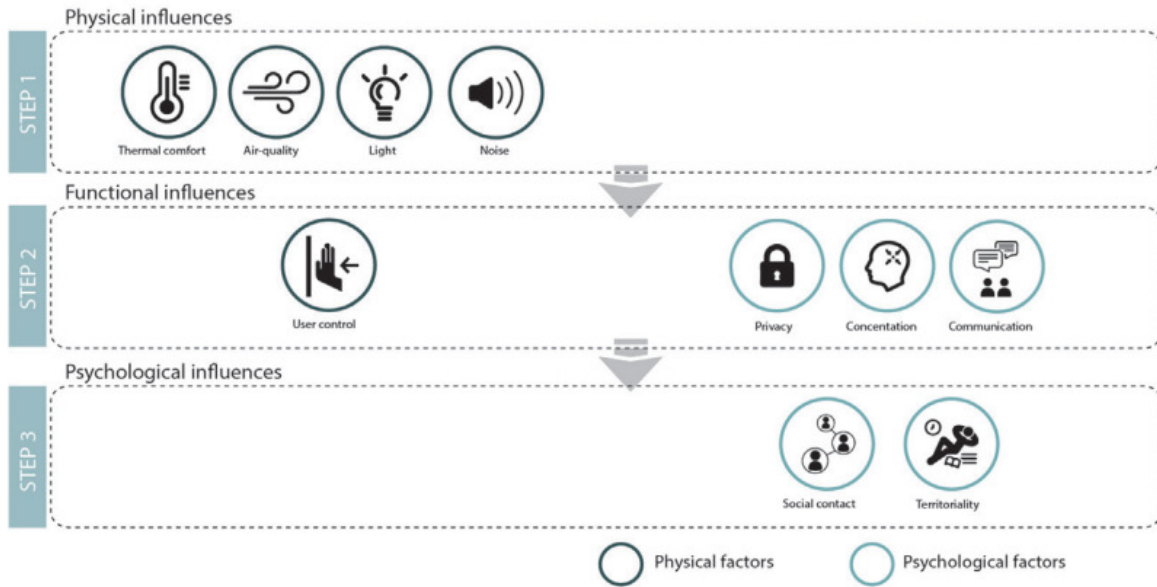 Physical influences
STEP 1
Thermal comfort
Air-quality
Light
Noise
Functional influences
STEP 2
User control
Privacy
Concentation
Communication
Psychological influences
STEP 3
Social contact
Territoriality
Physical factors
Psychological factors